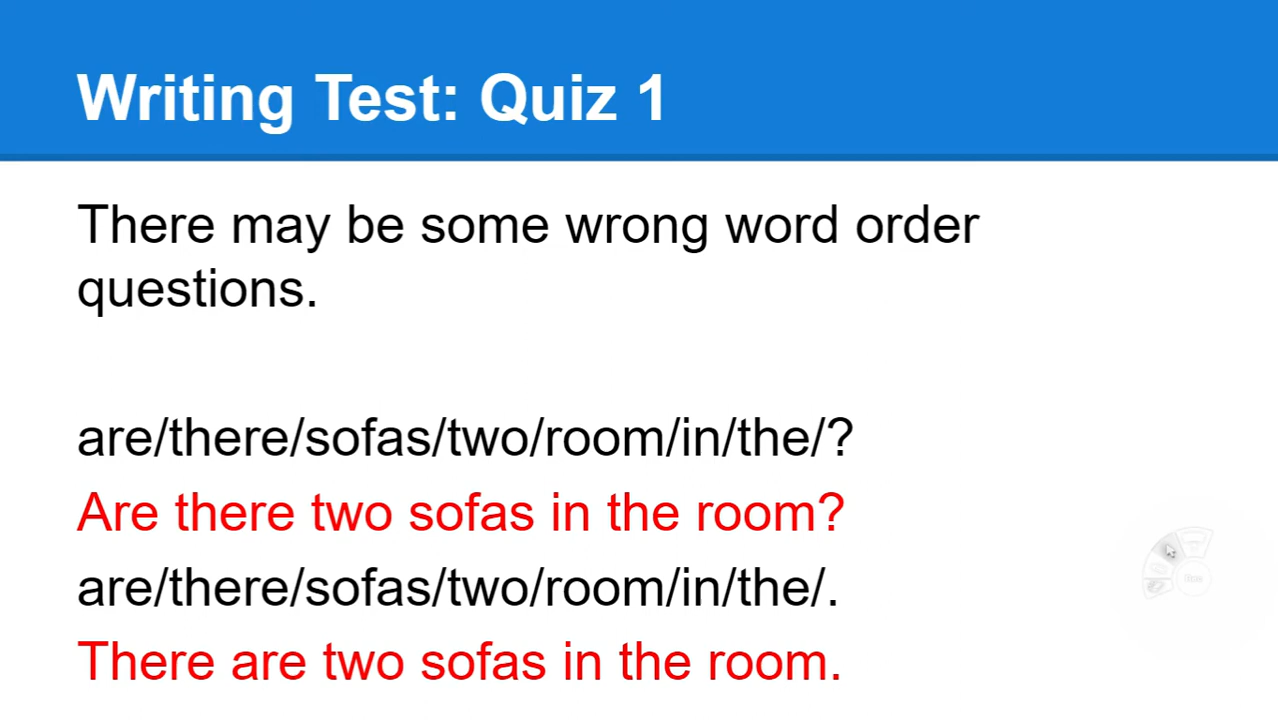 Writing Test: Quiz 1
There may be some wrong word order
questions.
are/there/sofas/two/room/in/the/?
Are there two sofas in the room?
are/there/sofas/two/room/in/the/.
There are two sofas in the room.